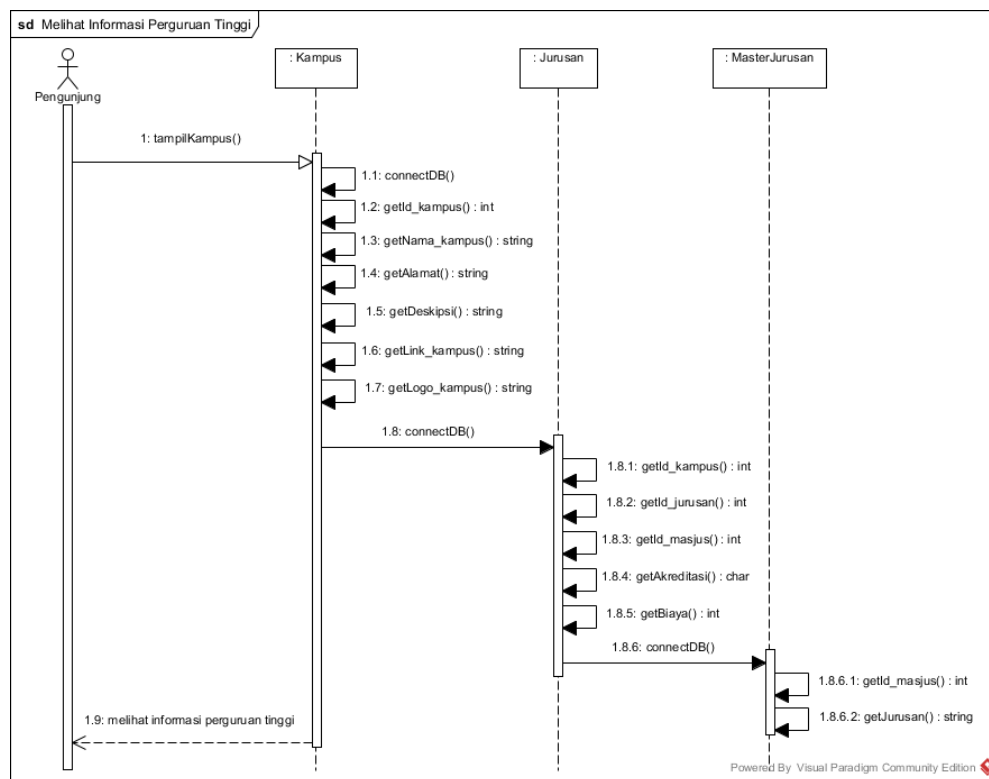 sd Melihat Informasi Perguruan Tinggi
Pengunjung
: Kampus
: Jurusan
: MasterJurusan
1: tampilKampus()
1.1: connectDB()
1.2: getId_kampus() : int
1.3: getNama_kampus() : string
1.4: getAlamat() : string
1.5: getDeskipsi() : string
1.6: getLink_kampus() : string
1.7: getLogo_kampus() : string
1.8: connectDB()
1.8.1: getId_kampus() : int
1.8.2: getId_jurusan() : int
1.8.3: getId_masjus() : int
1.8.4: getAkreditasi() : char
1.8.5: getBiaya() : int
1.8.6: connectDB()
1.8.6.1: getId_masjus() : int
1.8.6.2: getJurusan() : string
1.9: melihat informasi perguruan tinggi
Powered By Visual Paradigm Community Edition